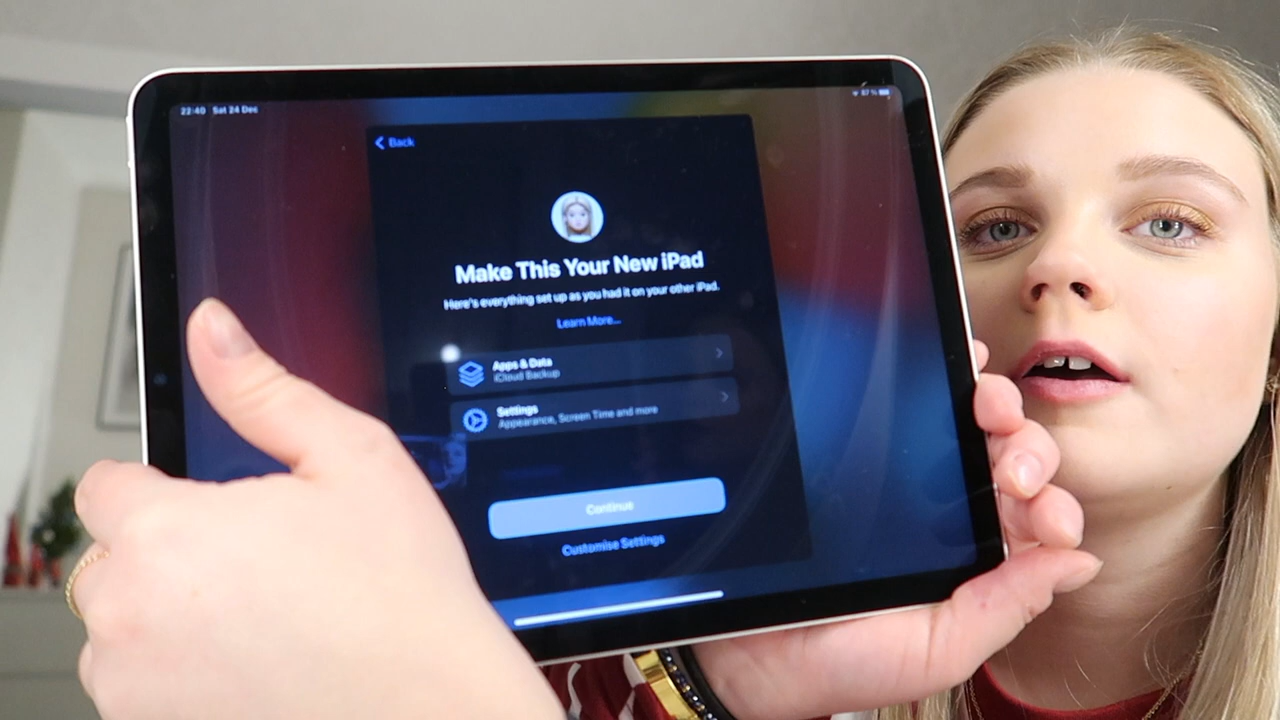 22:40 Sat 24 Dec
87%
Back
Make This Your New iPad
Here's everything set up as you had it on your other iPad.
Learn More...
Apps & Data
iCloud Backup
Settings
Appearance, Screen Time and more
Continue
Customise Settings